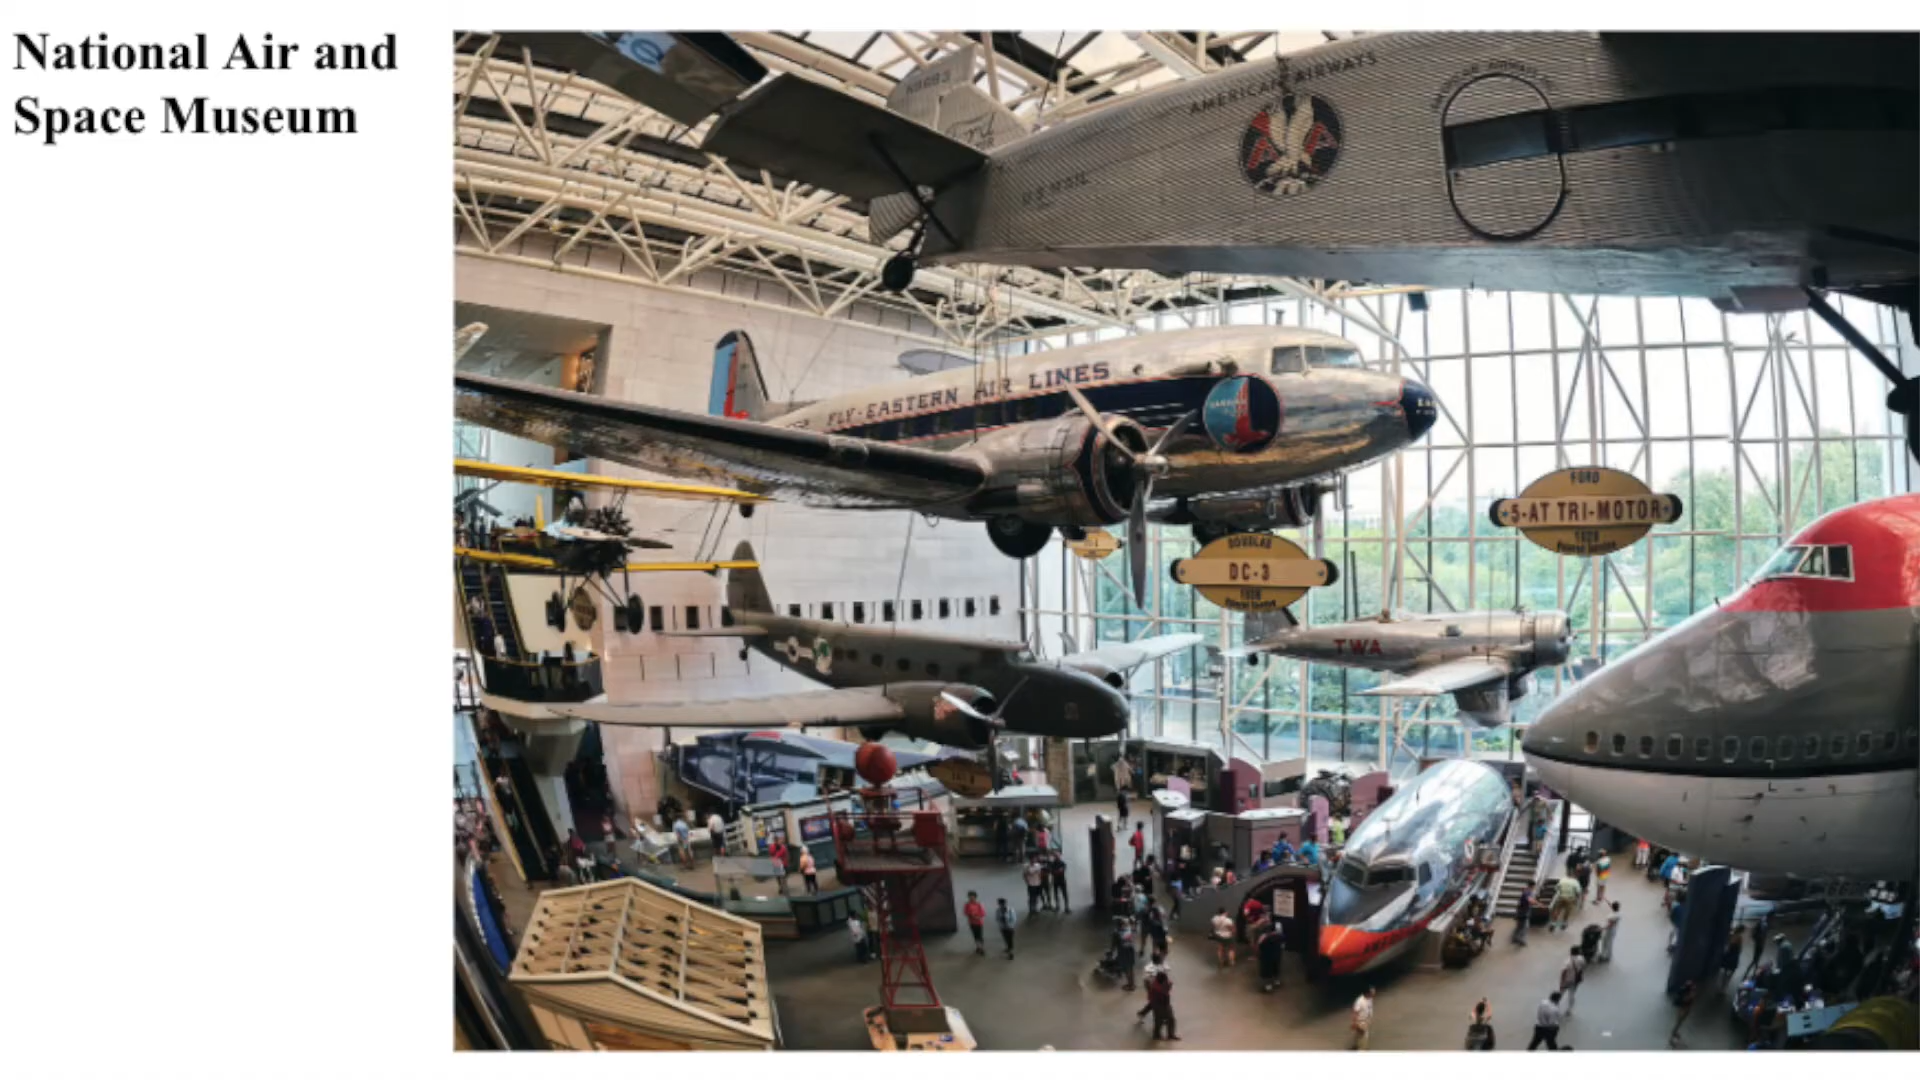 National Air and
Space Museum
AMERICAN AIRWAYS
U S MAIL
FLY-EASTERN AIR LINES
FORD
5-AT TRI-MOTOR
DOUGLAS
DC-3
TWA